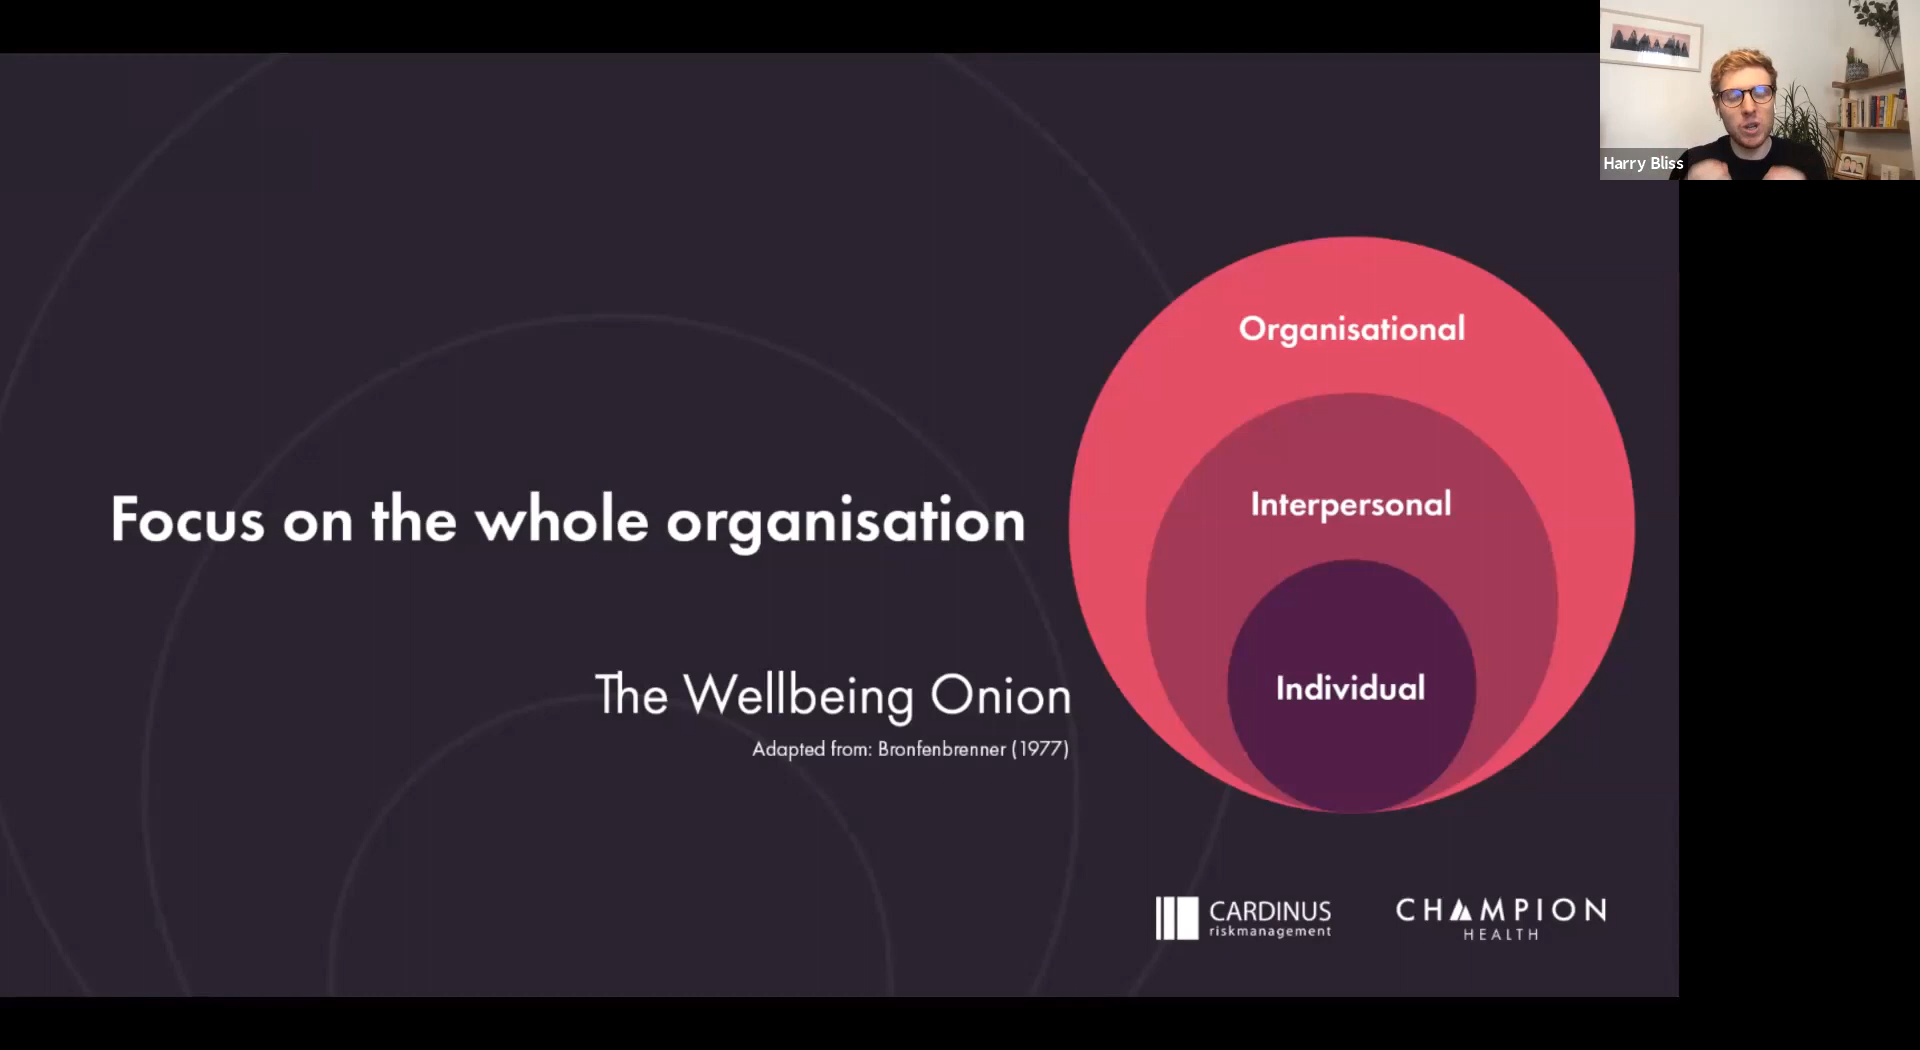 Harry Bliss
Organisational
Interpersonal
Focus on the whole organisation
Individual
The Wellbeing Onion
Adapted from: Bronfenbrenner (1977)
CARDINUS
riskmanagement
CHAMPION
HEALTH